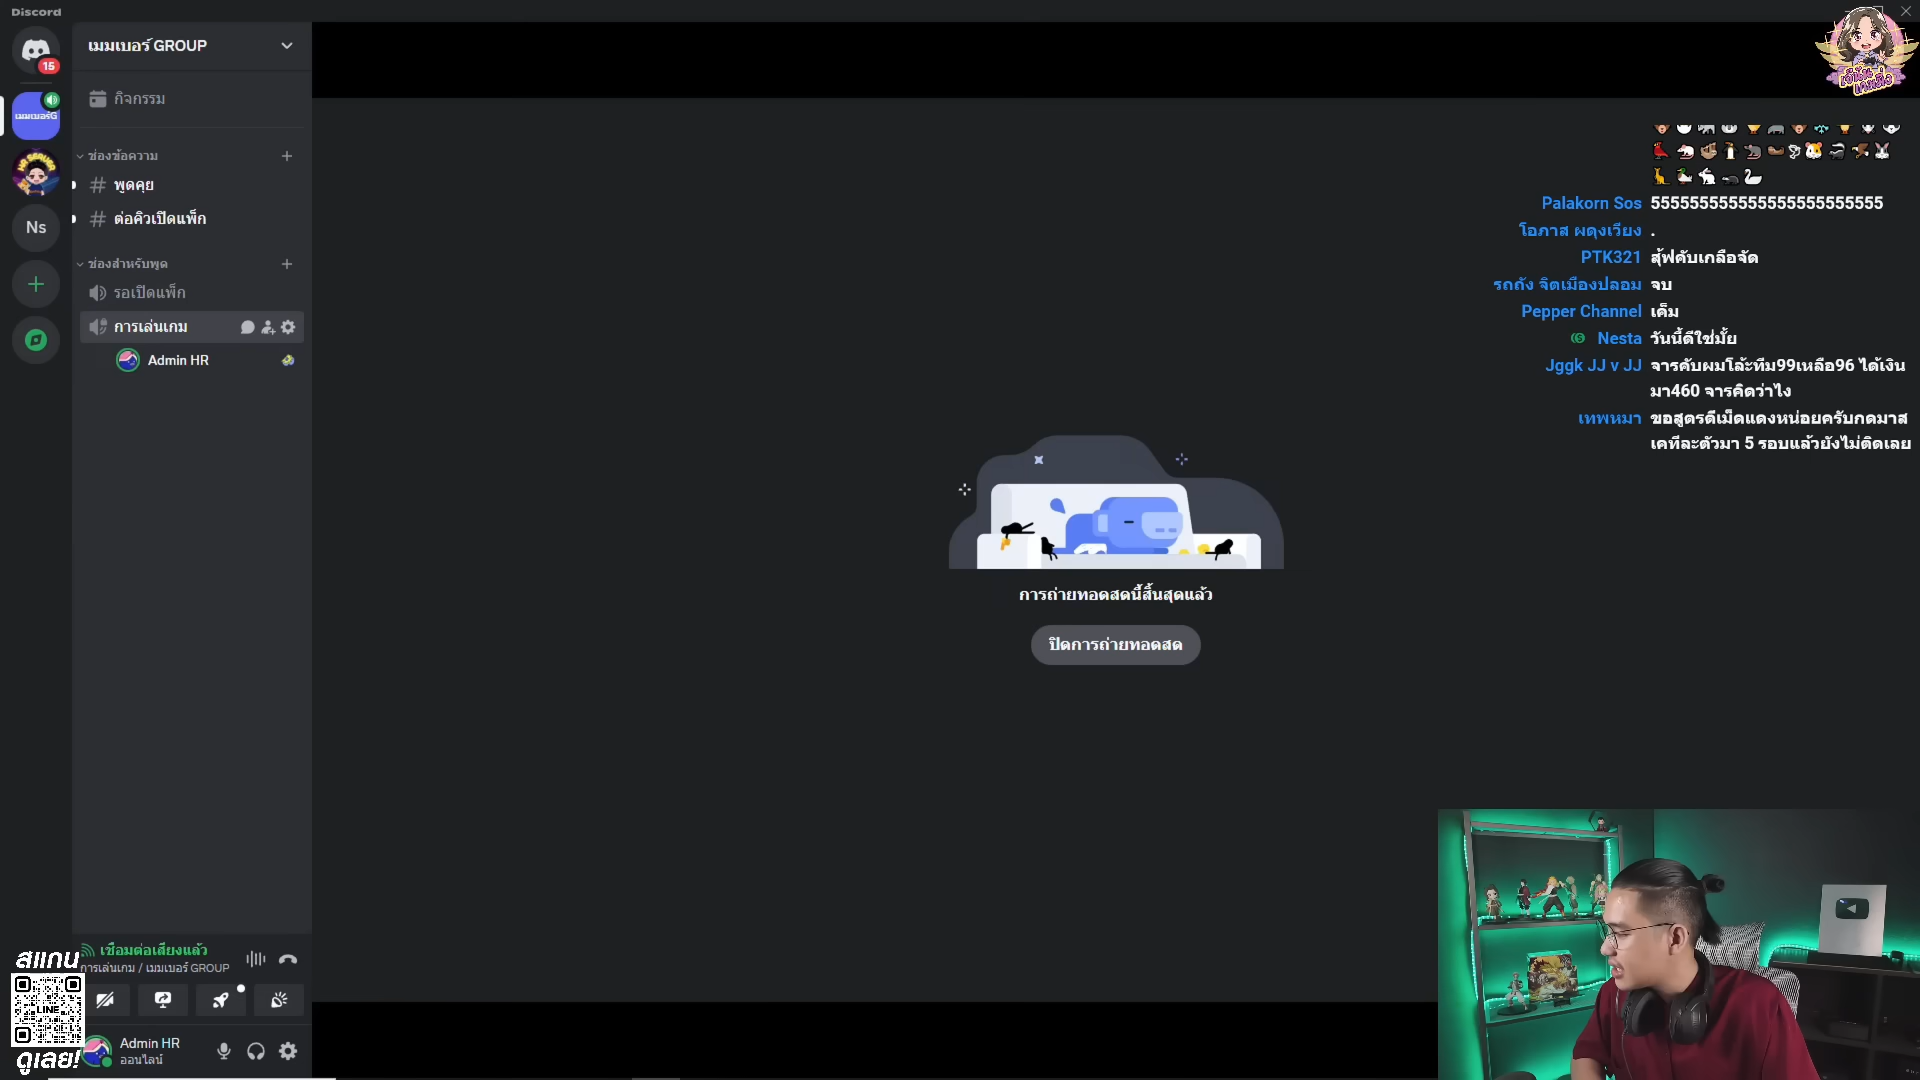 Discord
15
เมมเบอร์G
Ns
เมมเบอร์ GROUP
กิจกรรม
ช่องข้อความ
พูดคุย
ต่อคิวเปิดแพ็ก
ช่องสำหรับพูด
รอเปิดแพ็ก
การเล่นเกม
Admin HR
การถ่ายทอดสดนี้สิ้นสุดแล้ว
ปิดการถ่ายทอดสด
Palakorn Sos 555555555555555555555555
โอภาส ผดุงเวียง .
PTK321 สุ้ฟคับเกลือจัด
รถถัง จิตเมืองปลอม จบ
Pepper Channel เค็ม
Nesta วันนี้ดีใช่มั้ย
Jggk JJ v JJ จารคับผมโล้ะทีม99เหลือ96 ได้เงิน
มา460 จารคิดว่าไง
เทพหมา ขอสูตรดีเม็ดแดงหน่อยครับกดมาส
เคทีละตัวมา 5 รอบแล้วยังไม่ติดเลย
เชื่อมต่อเสียงแล้ว
การเล่นเกม / เมมเบอร์ GROUP
สแกน
LINE
ดูเลย!
Admin HR
ออนไลน์